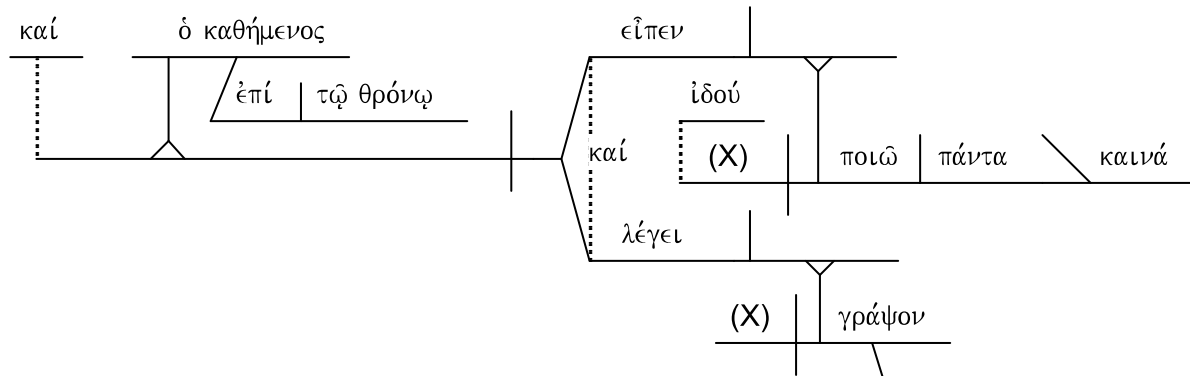 καί ὁ καθήμενος εἶπεν
ἐπί τῷ θρόνῳ ἰδού
καί (X) ποιῶ πάντα καινά
λέγει
(X) γράψον